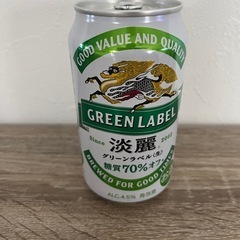 GOOD VALUE AND QUALITY
GREEN LABEL
Since 2002
淡麗
グリーンラベル〈生〉
糖質70%オフ
BREWED FOR GOOD TIMES
ALC.4.5%